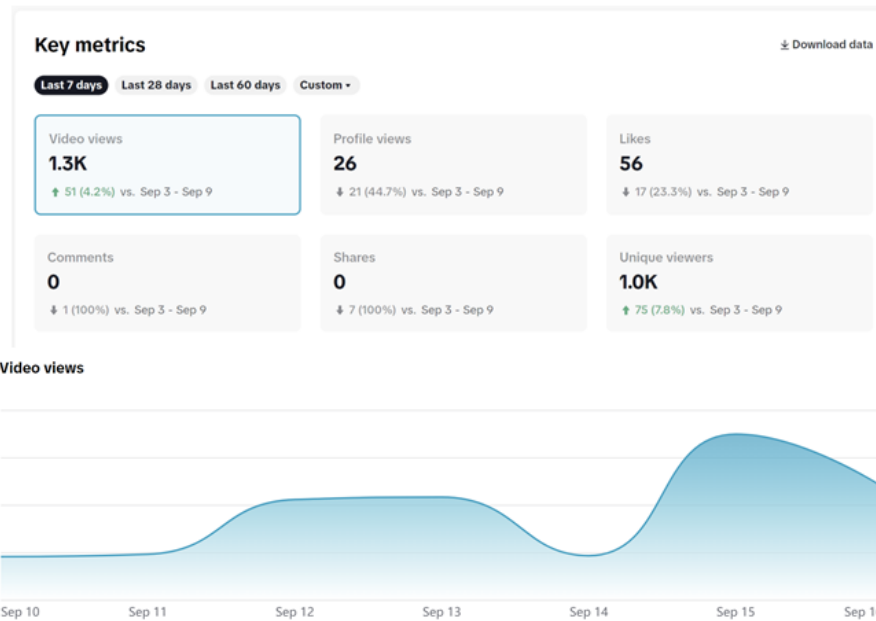 Key metrics
Download data
Last 7 days Last 28 days Last 60 days Custom
Video views Profile views Likes
1.3K 26 56
51 (4.2%) vs. Sep 3 - Sep 9 21 (44.7%) vs. Sep 3 - Sep 9 17 (23.3%) vs. Sep 3 - Sep 9
Comments Shares Unique viewers
0 0 1.0K
1 (100%) vs. Sep 3 - Sep 9 7 (100%) vs. Sep 3 - Sep 9 75 (7.8%) vs. Sep 3 - Sep 9
Video views
Sep 10 Sep 11 Sep 12 Sep 13 Sep 14 Sep 15 Sep